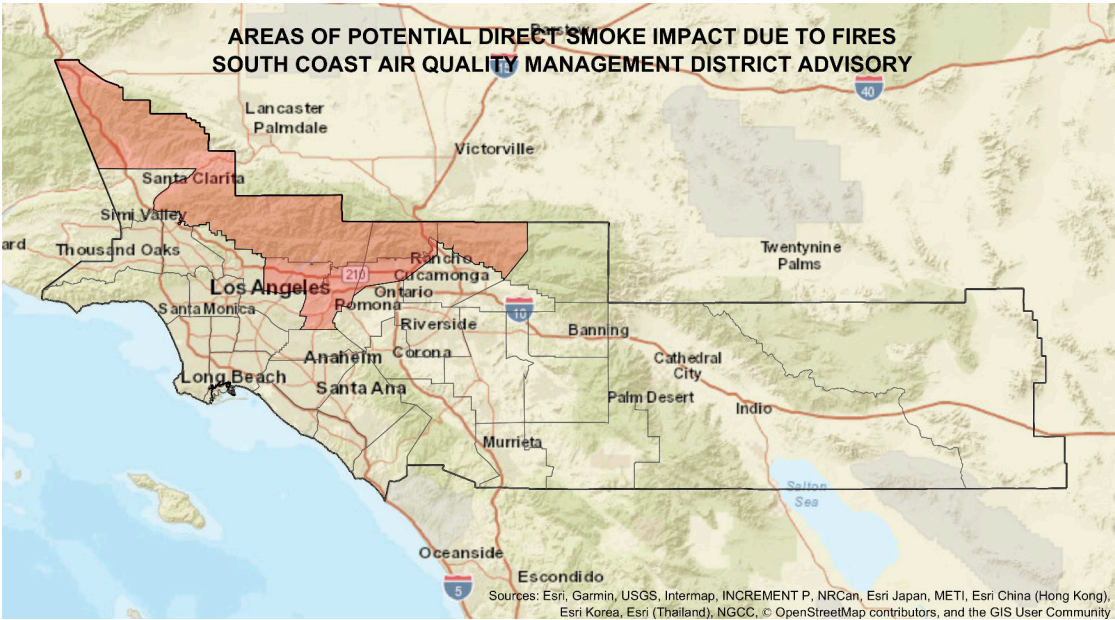 AREAS OF POTENTIAL DIRECT SMOKE IMPACT DUE TO FIRES
SOUTH COAST AIR QUALITY MANAGEMENT DISTRICT ADVISORY
Barstow
15
40
Lancaster
Palmdale
Victorville
Santa Clarita
Simi Valley
ard
Thousand Oaks
Twentynine
Palms
Rancho
Cucamonga
210
Los Angeles
Ontario
Pomona
Santa Monica
10
Riverside
Banning
Anaheim
Corona
Cathedral
City
Long Beach
Santa Ana
Palm Desert
Indio
Murrieta
Salton
Sea
Oceanside
Escondido
5
Sources: Esri, Garmin, USGS, Intermap, INCREMENT P, NRCan, Esri Japan, METI, Esri China (Hong Kong),
Esri Korea, Esri (Thailand), NGCC, © OpenStreetMap contributors, and the GIS User Community